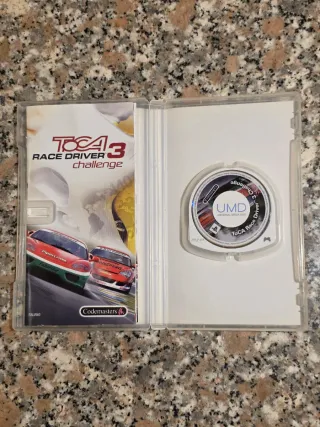 TOCA
RACE DRIVER 3
challenge
Codemasters
UMD
ToCA Race Driver